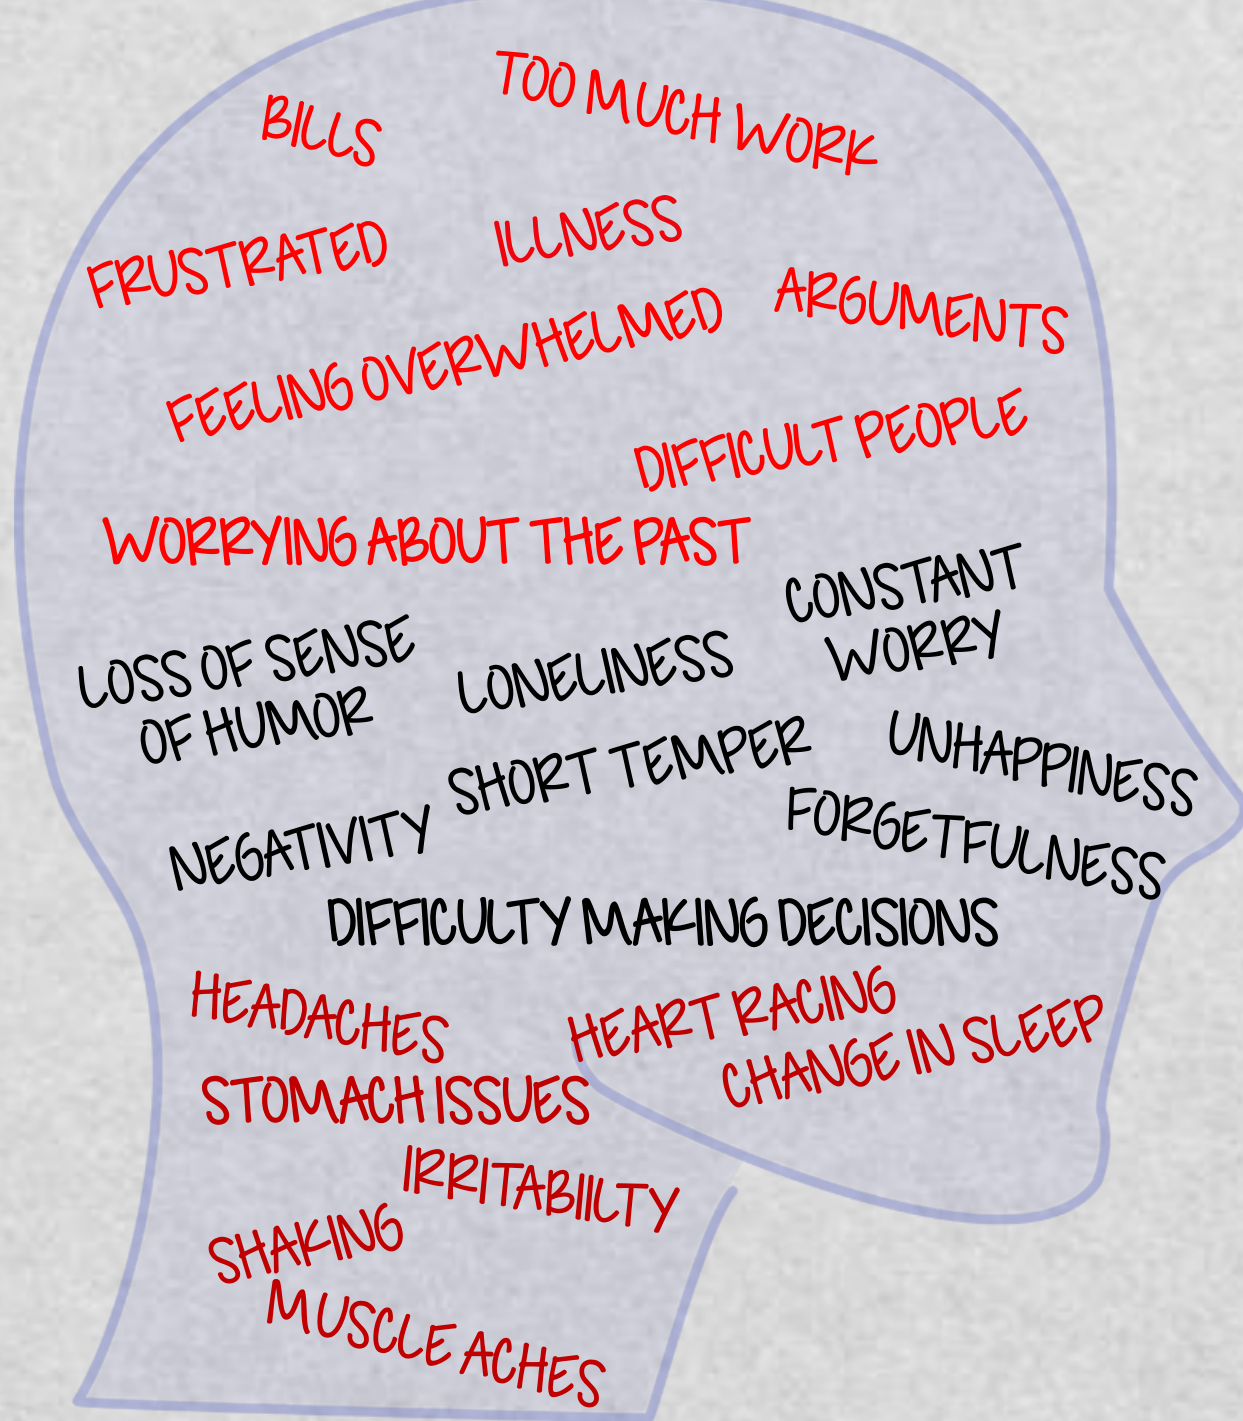 TOO MUCH WORK
BILLS
FRUSTRATED
ILLNESS
ARGUMENTS
FEELING OVERWHELMED
DIFFICULT PEOPLE
WORRYING ABOUT THE PAST
CONSTANT
WORRY
LOSS OF SENSE
OF HUMOR
LONELINESS
UNHAPPINESS
SHORT TEMPER
FORGETFULNESS
NEGATIVITY
DIFFICULTY MAKING DECISIONS
HEADACHES
HEART RACING
CHANGE IN SLEEP
STOMACH ISSUES
IRRITABIILTY
SHAKING
MUSCLE ACHES